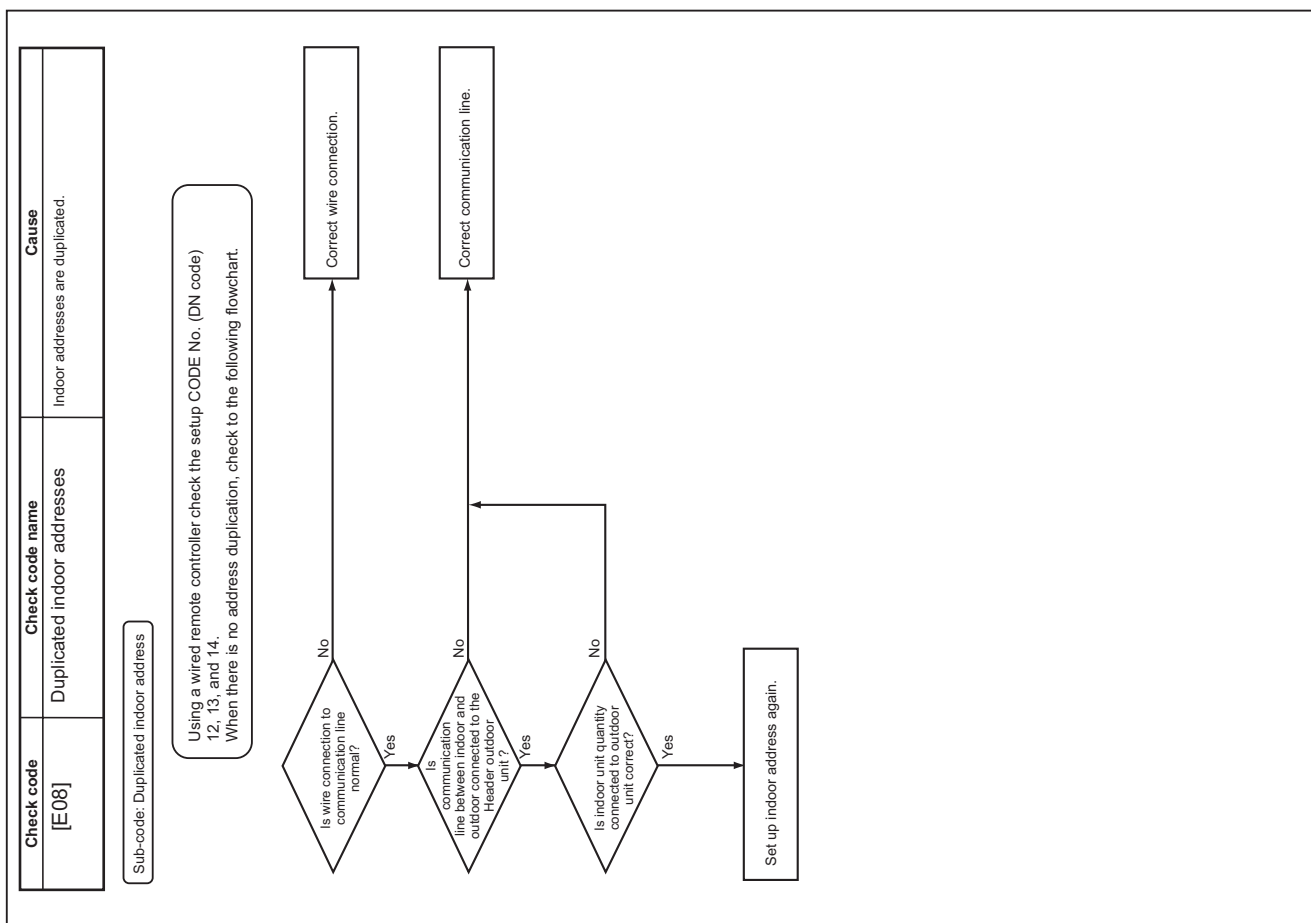 Check code
Check code name
Cause
[E08]
Duplicated indoor addresses
Indoor addresses are duplicated.
Sub-code: Duplicated indoor address
Using a wired remote controller check the setup CODE No. (DN code)
12, 13, and 14.
When there is no address duplication, check to the following flowchart.
Is wire connection to
communication line
normal?
No
Correct wire connection.
Yes
Is
communication
line between indoor and
outdoor connected to the
Header outdoor
unit ?
No
Correct communication line.
Yes
Is indoor unit quantity
connected to outdoor
unit correct?
No
Yes
Set up indoor address again.